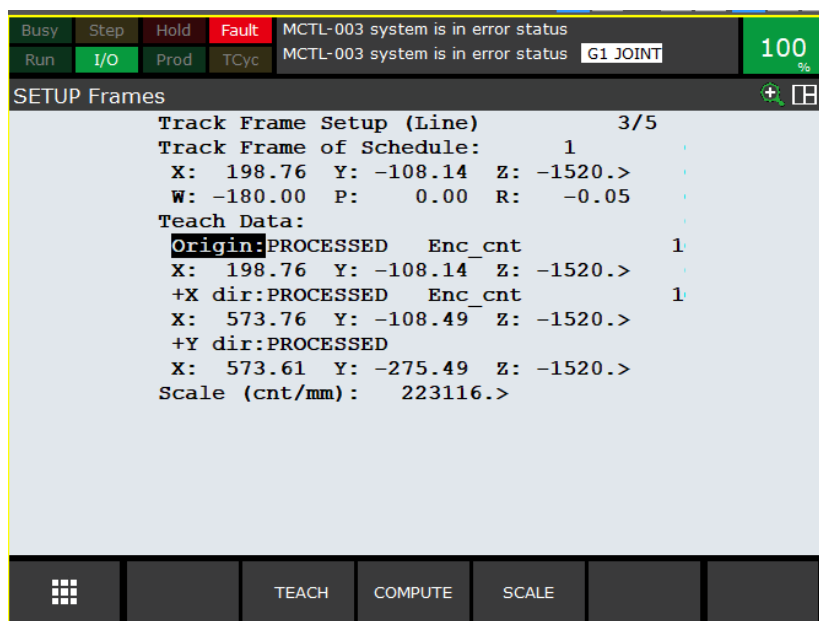 Busy Step Hold Fault MCTL-003 system is in error status
Run I/O Prod TCyc MCTL-003 system is in error status G1 JOINT 100 %
SETUP Frames
Track Frame Setup (Line) 3/5
Track Frame of Schedule: 1
X: 198.76 Y: -108.14 Z: -1520.>
W: -180.00 P: 0.00 R: -0.05
Teach Data:
Origin:PROCESSED Enc_cnt 1
X: 198.76 Y: -108.14 Z: -1520.>
+X dir:PROCESSED Enc_cnt 1
X: 573.76 Y: -108.49 Z: -1520.>
+Y dir:PROCESSED
X: 573.61 Y: -275.49 Z: -1520.>
Scale (cnt/mm): 223116.>
TEACH COMPUTE SCALE